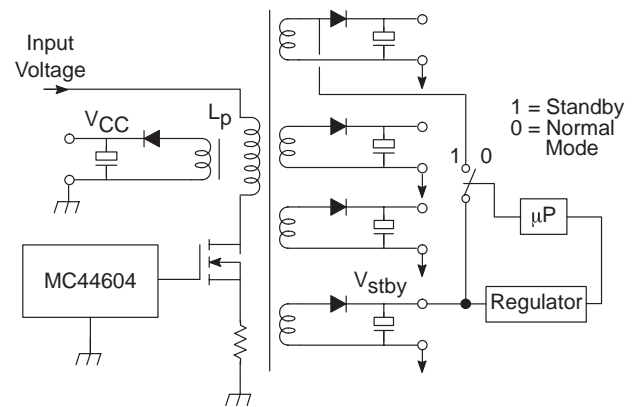 Input
Voltage
VCC
Lp
1 = Standby
0 = Normal
Mode
1 0
μP
MC44604
Vstby
Regulator